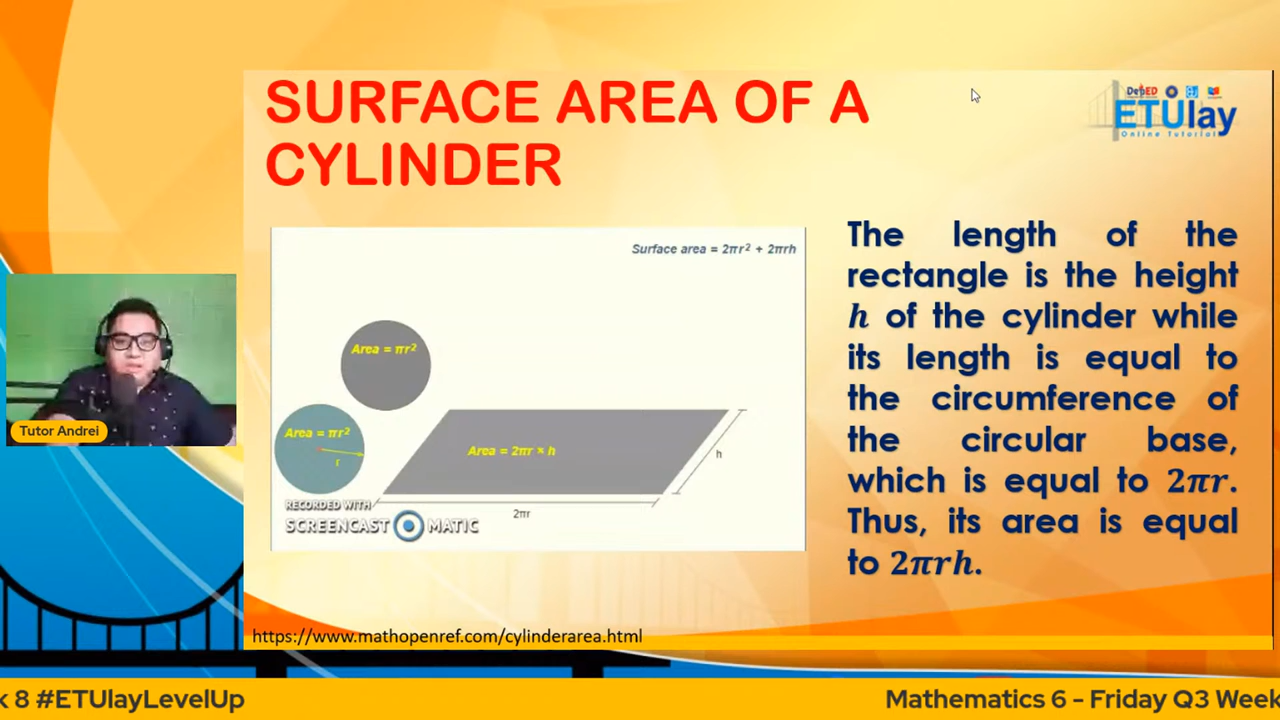 SURFACE AREA OF A
CYLINDER
DepED
ETUlay
Online Tutorial
Surface area = 2πr² + 2πrh
Area = πr²
Area = πr²
r
Area = 2πr × h
h
2πr
RECORDED WITH
SCREENCAST MATIC
The length of the
rectangle is the height
h of the cylinder while
its length is equal to
the circumference of
the circular base,
which is equal to 2πr.
Thus, its area is equal
to 2πrh.
Tutor Andrei
https://www.mathopenref.com/cylinderarea.html
k 8 #ETUlayLevelUp
Mathematics 6 - Friday Q3 Week